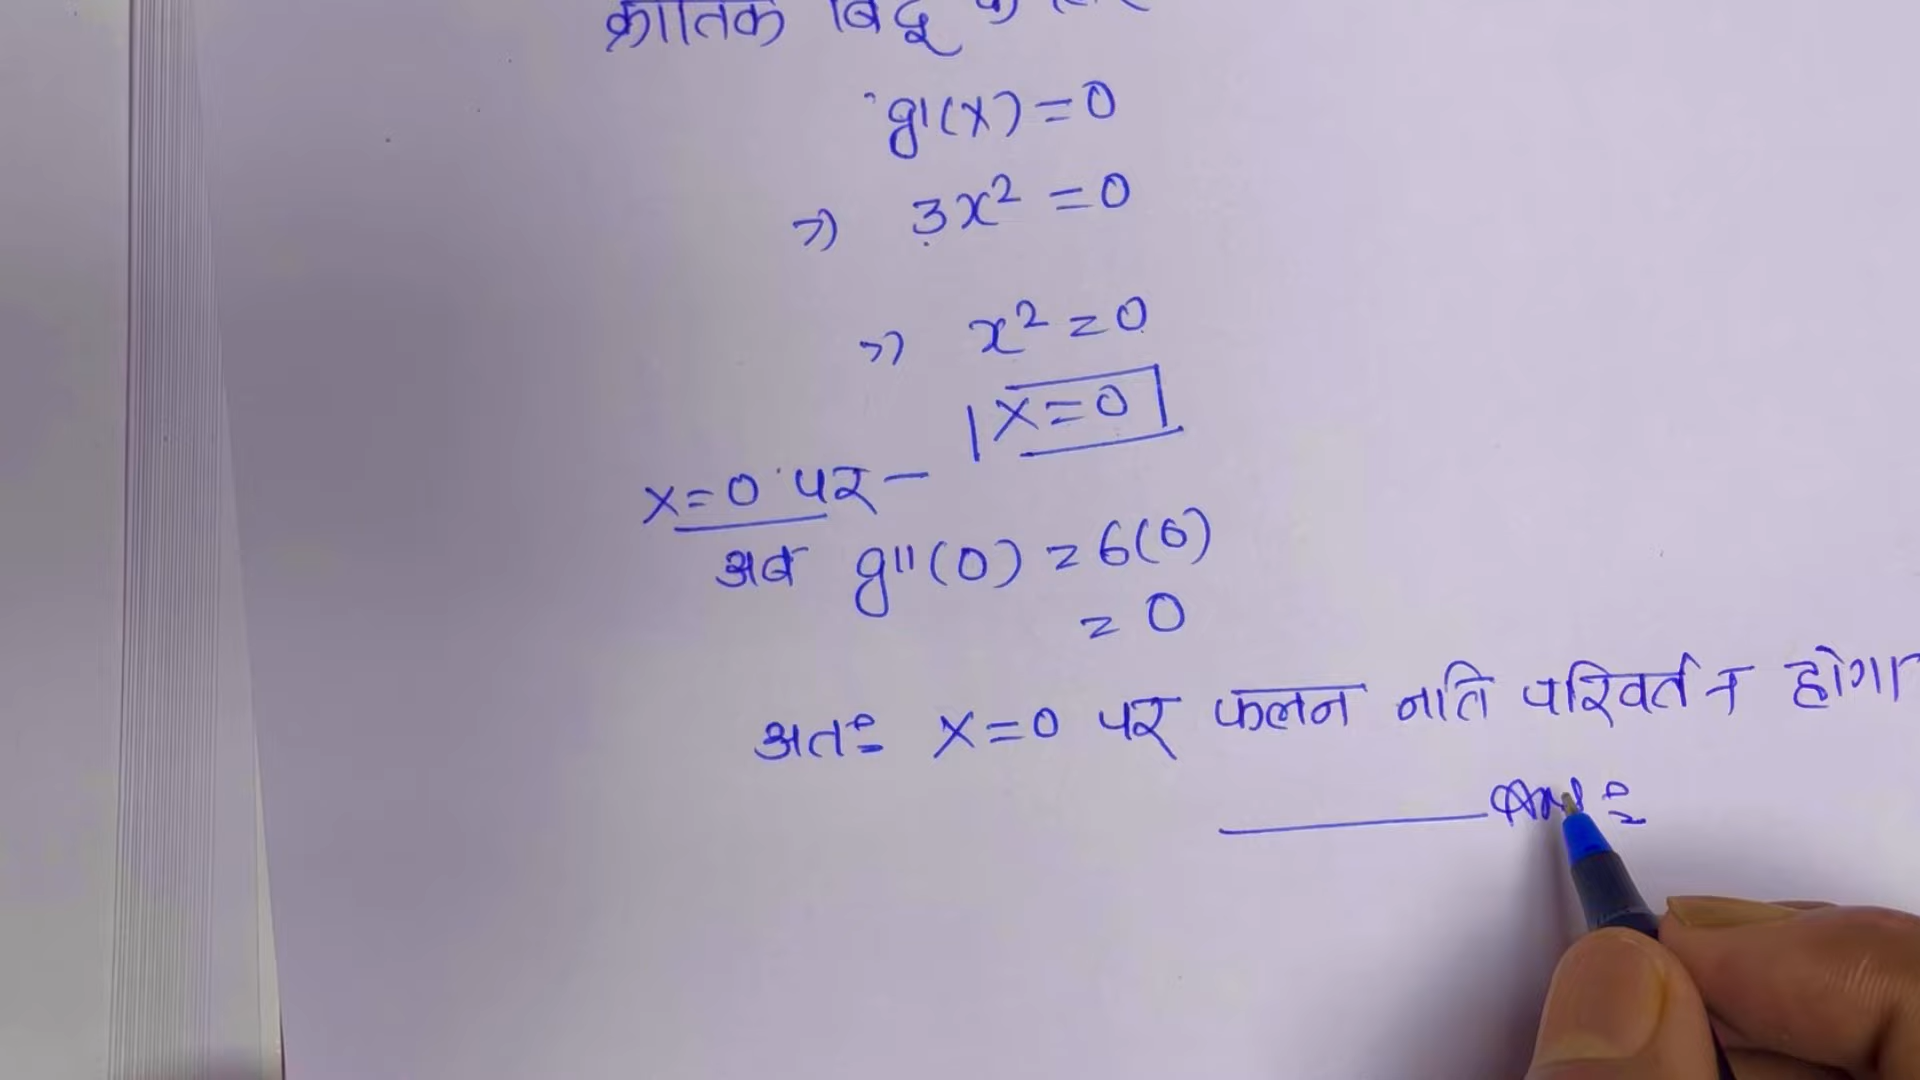 क्रांतिक बिंदू के लिए
g'(x) = 0
⇒ 3x² = 0
⇒ x² = 0
x = 0
x = 0 पर —
अब g''(0) = 6(0)
= 0
अतः x = 0 पर फलन नति परिवर्तन होगा
Ans: